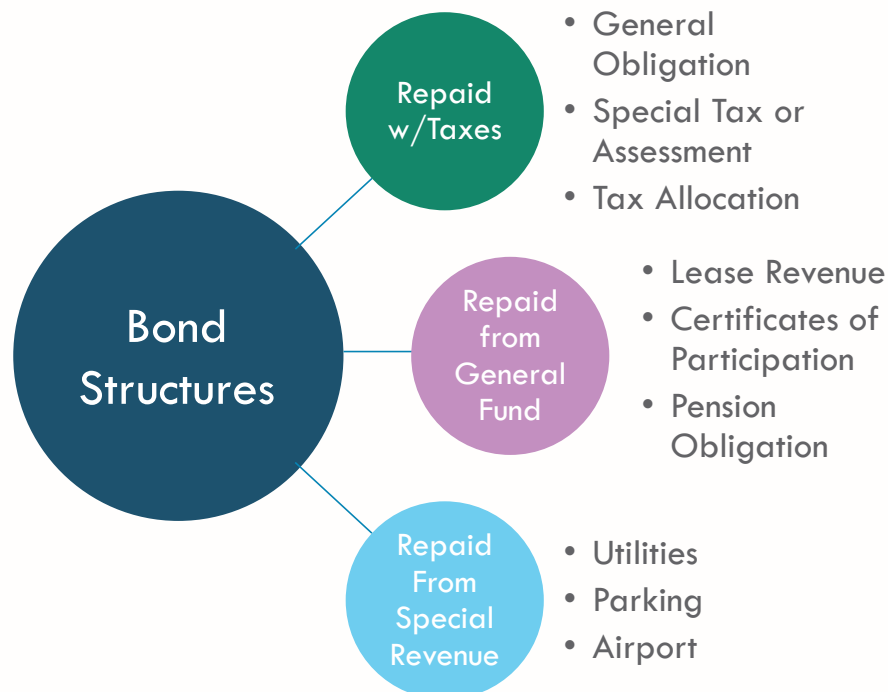 Bond
Structures
Repaid
w/Taxes
• General
Obligation
• Special Tax or
Assessment
• Tax Allocation
Repaid
from
General
Fund
• Lease Revenue
• Certificates of
Participation
• Pension
Obligation
Repaid
From
Special
Revenue
• Utilities
• Parking
• Airport